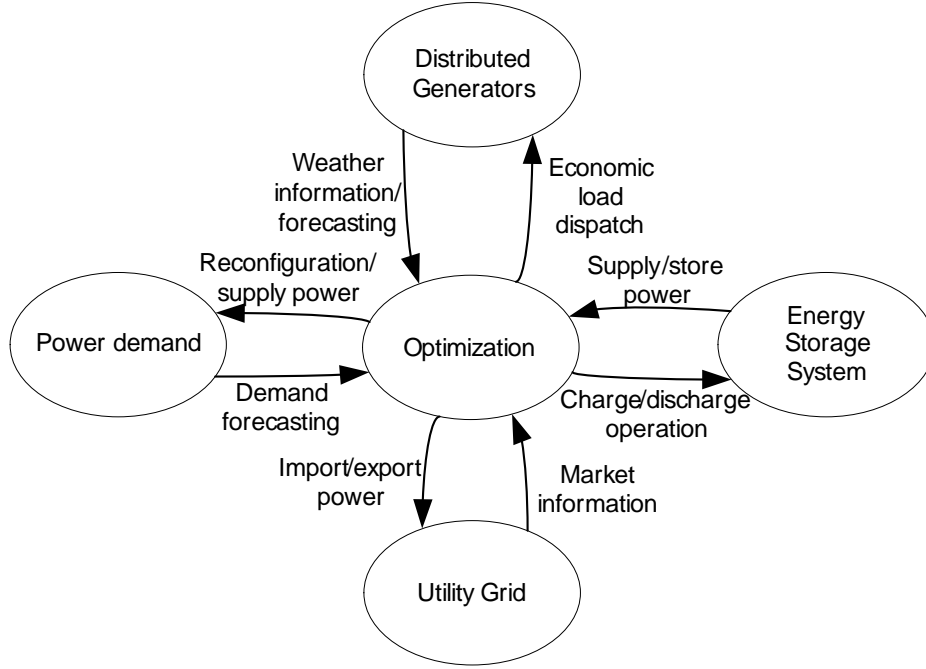 Distributed
Generators
Weather
information/
forecasting
Economic
load
dispatch
Reconfiguration/
supply power
Supply/store
power
Power demand
Optimization
Energy
Storage
System
Demand
forecasting
Charge/discharge
operation
Import/export
power
Market
information
Utility Grid